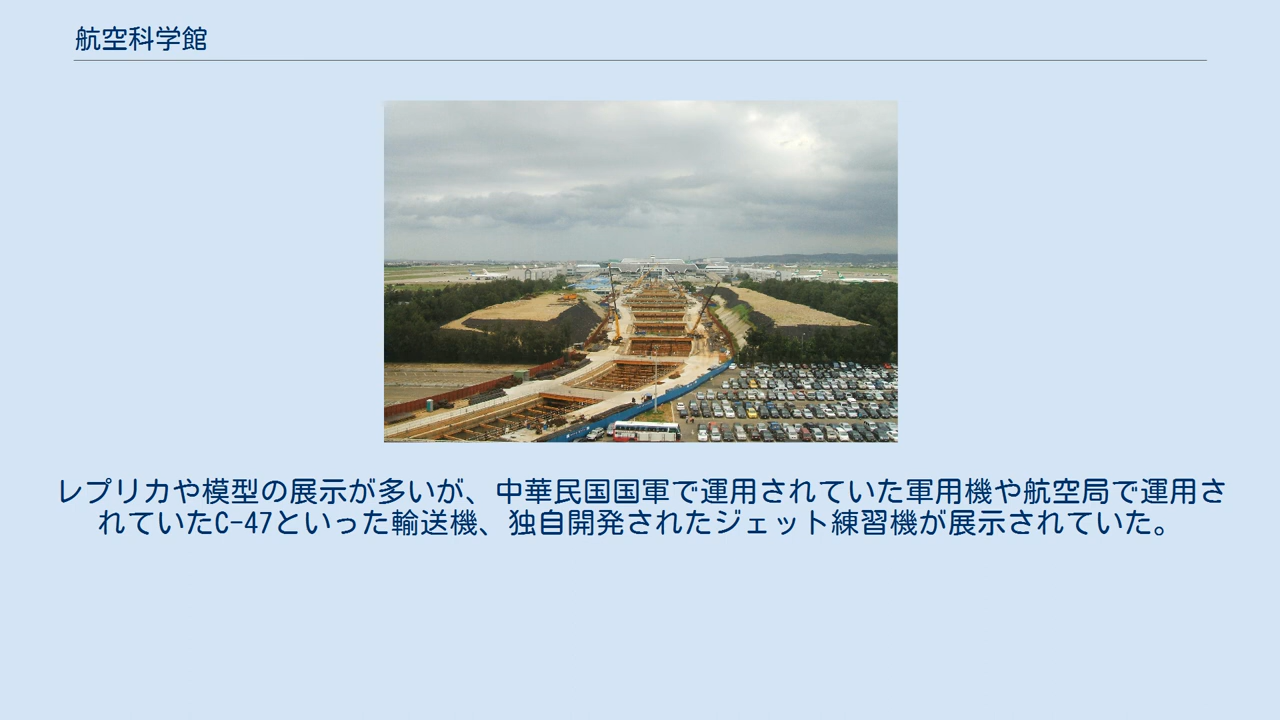 航空科学館
レプリカや模型の展示が多いが、中華民国国軍で運用されていた軍用機や航空局で運用さ
れていたC-47といった輸送機、独自開発されたジェット練習機が展示されていた。